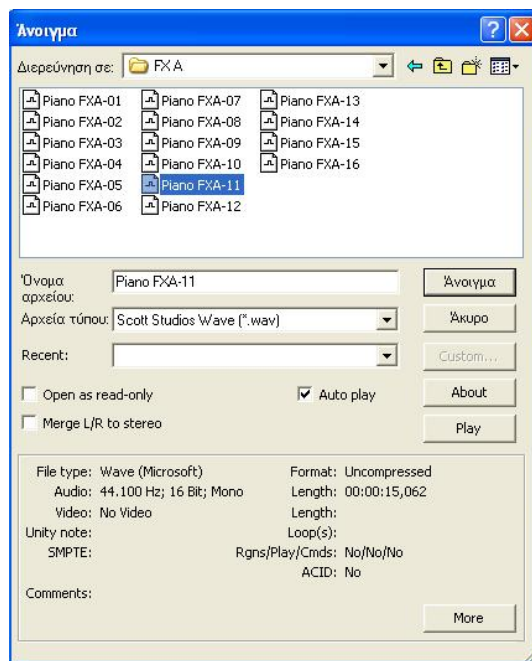 Άνοιγμα
Διερεύνηση σε: FX A
Piano FXA-01 Piano FXA-07 Piano FXA-13
Piano FXA-02 Piano FXA-08 Piano FXA-14
Piano FXA-03 Piano FXA-09 Piano FXA-15
Piano FXA-04 Piano FXA-10 Piano FXA-16
Piano FXA-05 Piano FXA-11
Piano FXA-06 Piano FXA-12
Όνομα αρχείου: Piano FXA-11 Άνοιγμα
Αρχεία τύπου: Scott Studios Wave (*.wav) Άκυρο
Recent: Custom...
Open as read-only Auto play About
Merge L/R to stereo Play
File type: Wave (Microsoft) Format: Uncompressed
Audio: 44.100 Hz; 16 Bit; Mono Length: 00:00:15,062
Video: No Video Length:
Unity note: Loop(s):
SMPTE: Rgns/Play/Cmds: No/No/No
ACID: No
Comments:
More